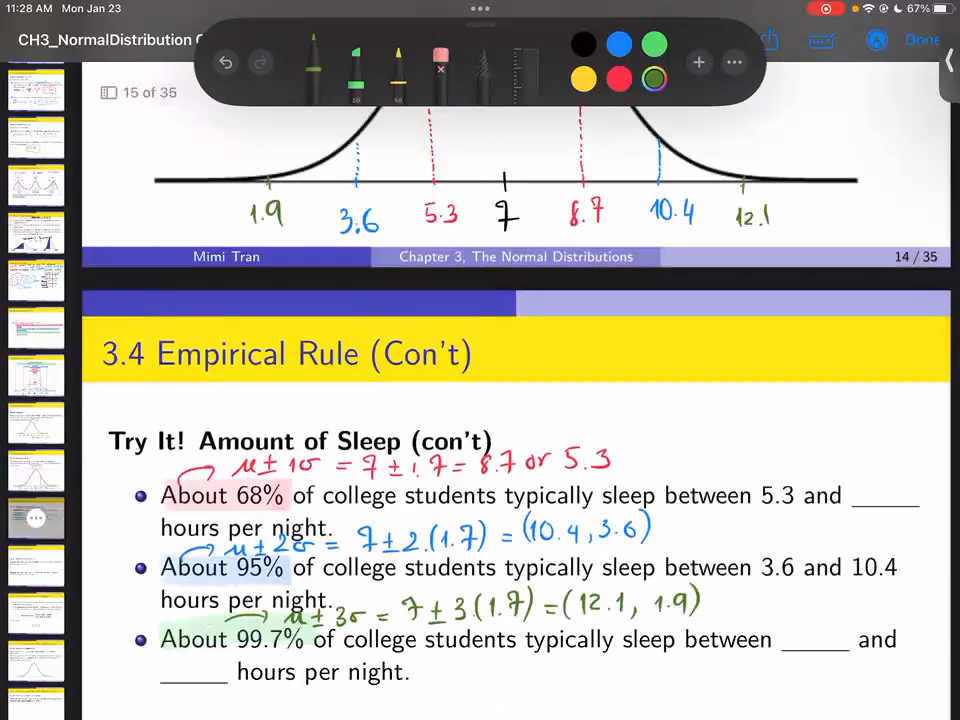 11:28 AM Mon Jan 23
67%
CH3_NormalDistribution
Done
15 of 35
50
50
1.9 3.6 5.3 7 8.7 10.4 12.1
Mimi Tran Chapter 3, The Normal Distributions 14 / 35
3.4 Empirical Rule (Con't)
Try It! Amount of Sleep (con't)
μ ± 1σ = 7 ± 1.7 = 8.7 or 5.3
About 68% of college students typically sleep between 5.3 and ______
hours per night.
μ ± 2σ = 7 ± 2.(1.7) = (10.4, 3.6)
About 95% of college students typically sleep between 3.6 and 10.4
hours per night.
μ ± 3σ = 7 ± 3.(1.7) = (12.1, 1.9)
About 99.7% of college students typically sleep between ______ and
______ hours per night.